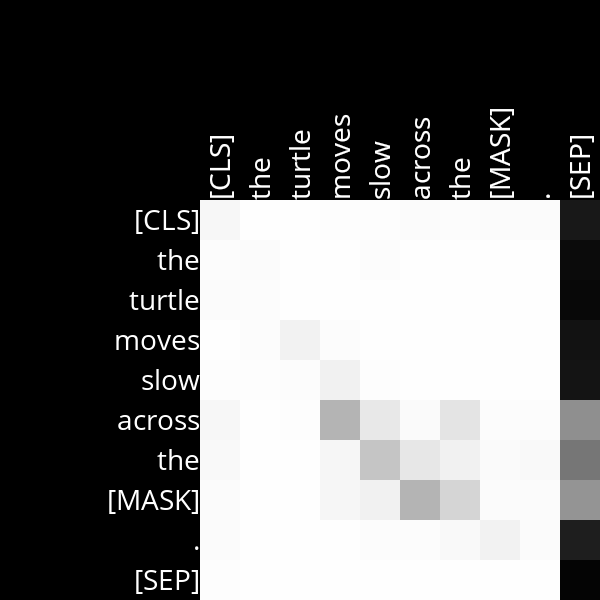 [CLS] the turtle moves slow across the [MASK] . [SEP]
[CLS]
the
turtle
moves
slow
across
the
[MASK]
.
[SEP]